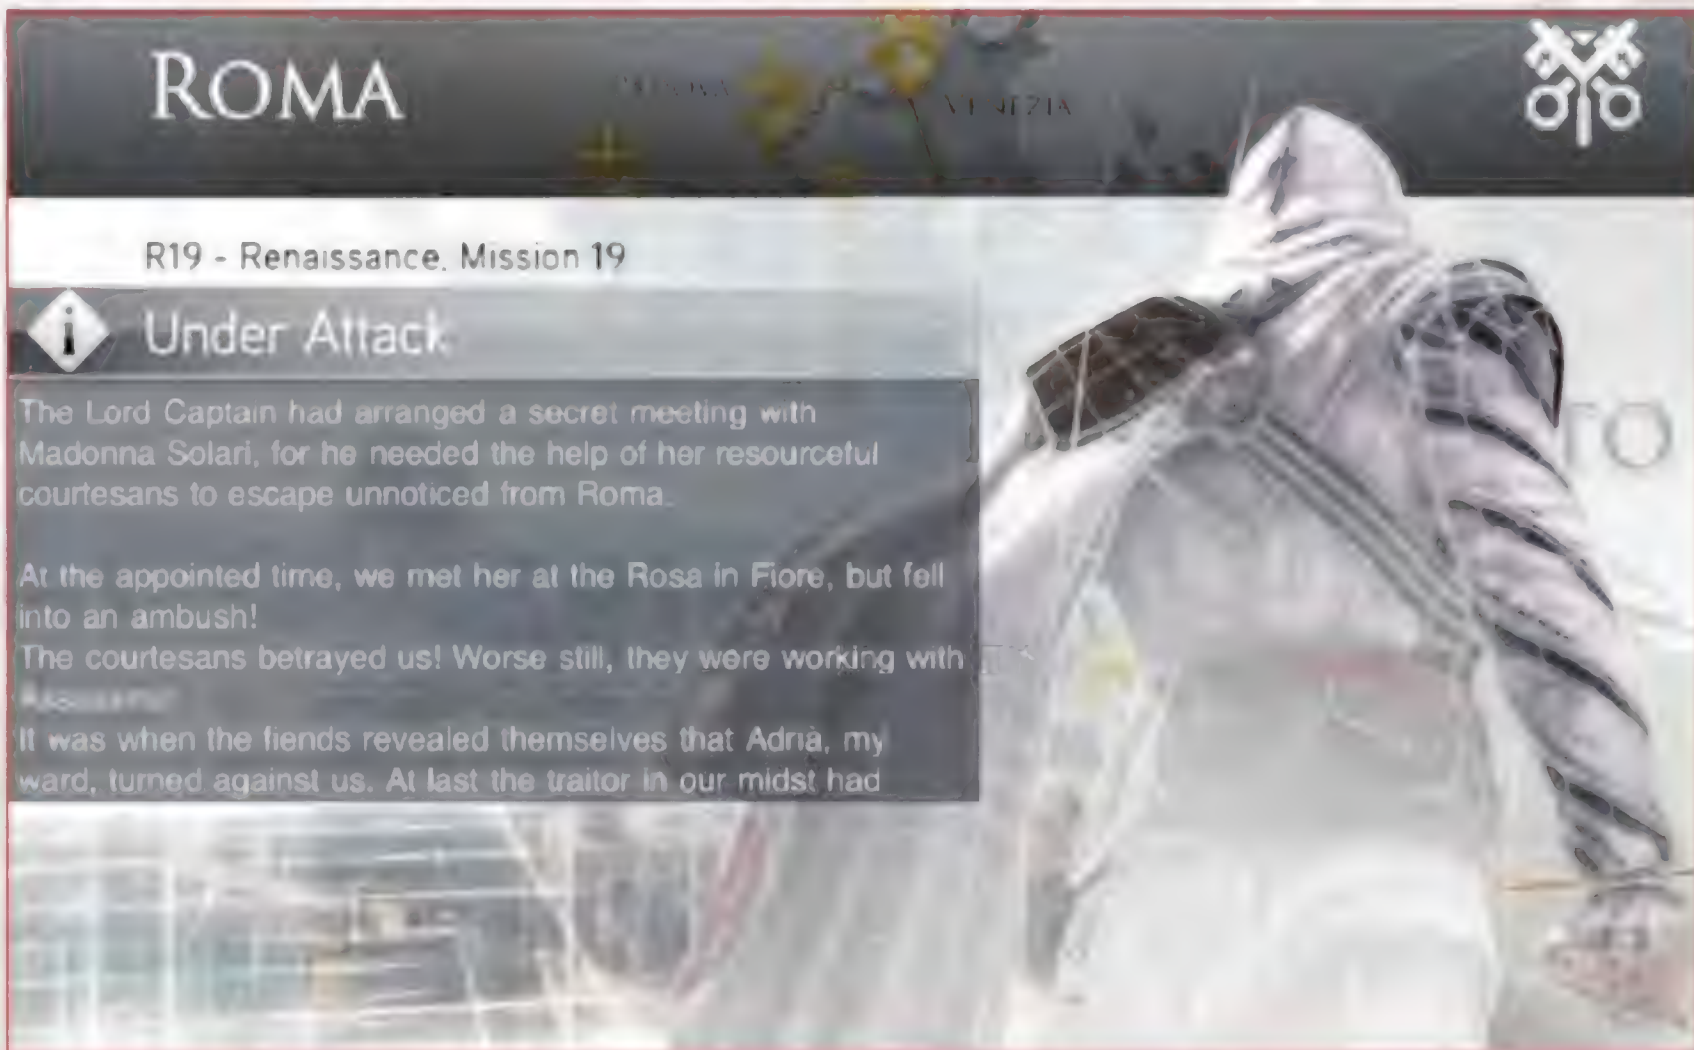 ROMA
VENEZIA
R19 - Renaissance, Mission 19
i
Under Attack
The Lord Captain had arranged a secret meeting with
Madonna Solari, for he needed the help of her resourceful
courtesans to escape unnoticed from Roma.
At the appointed time, we met her at the Rosa in Fiore, but fell
into an ambush!
The courtesans betrayed us! Worse still, they were working with
It was when the fiends revealed themselves that Adria, my
ward, turned against us. At last the traitor in our midst had
TO